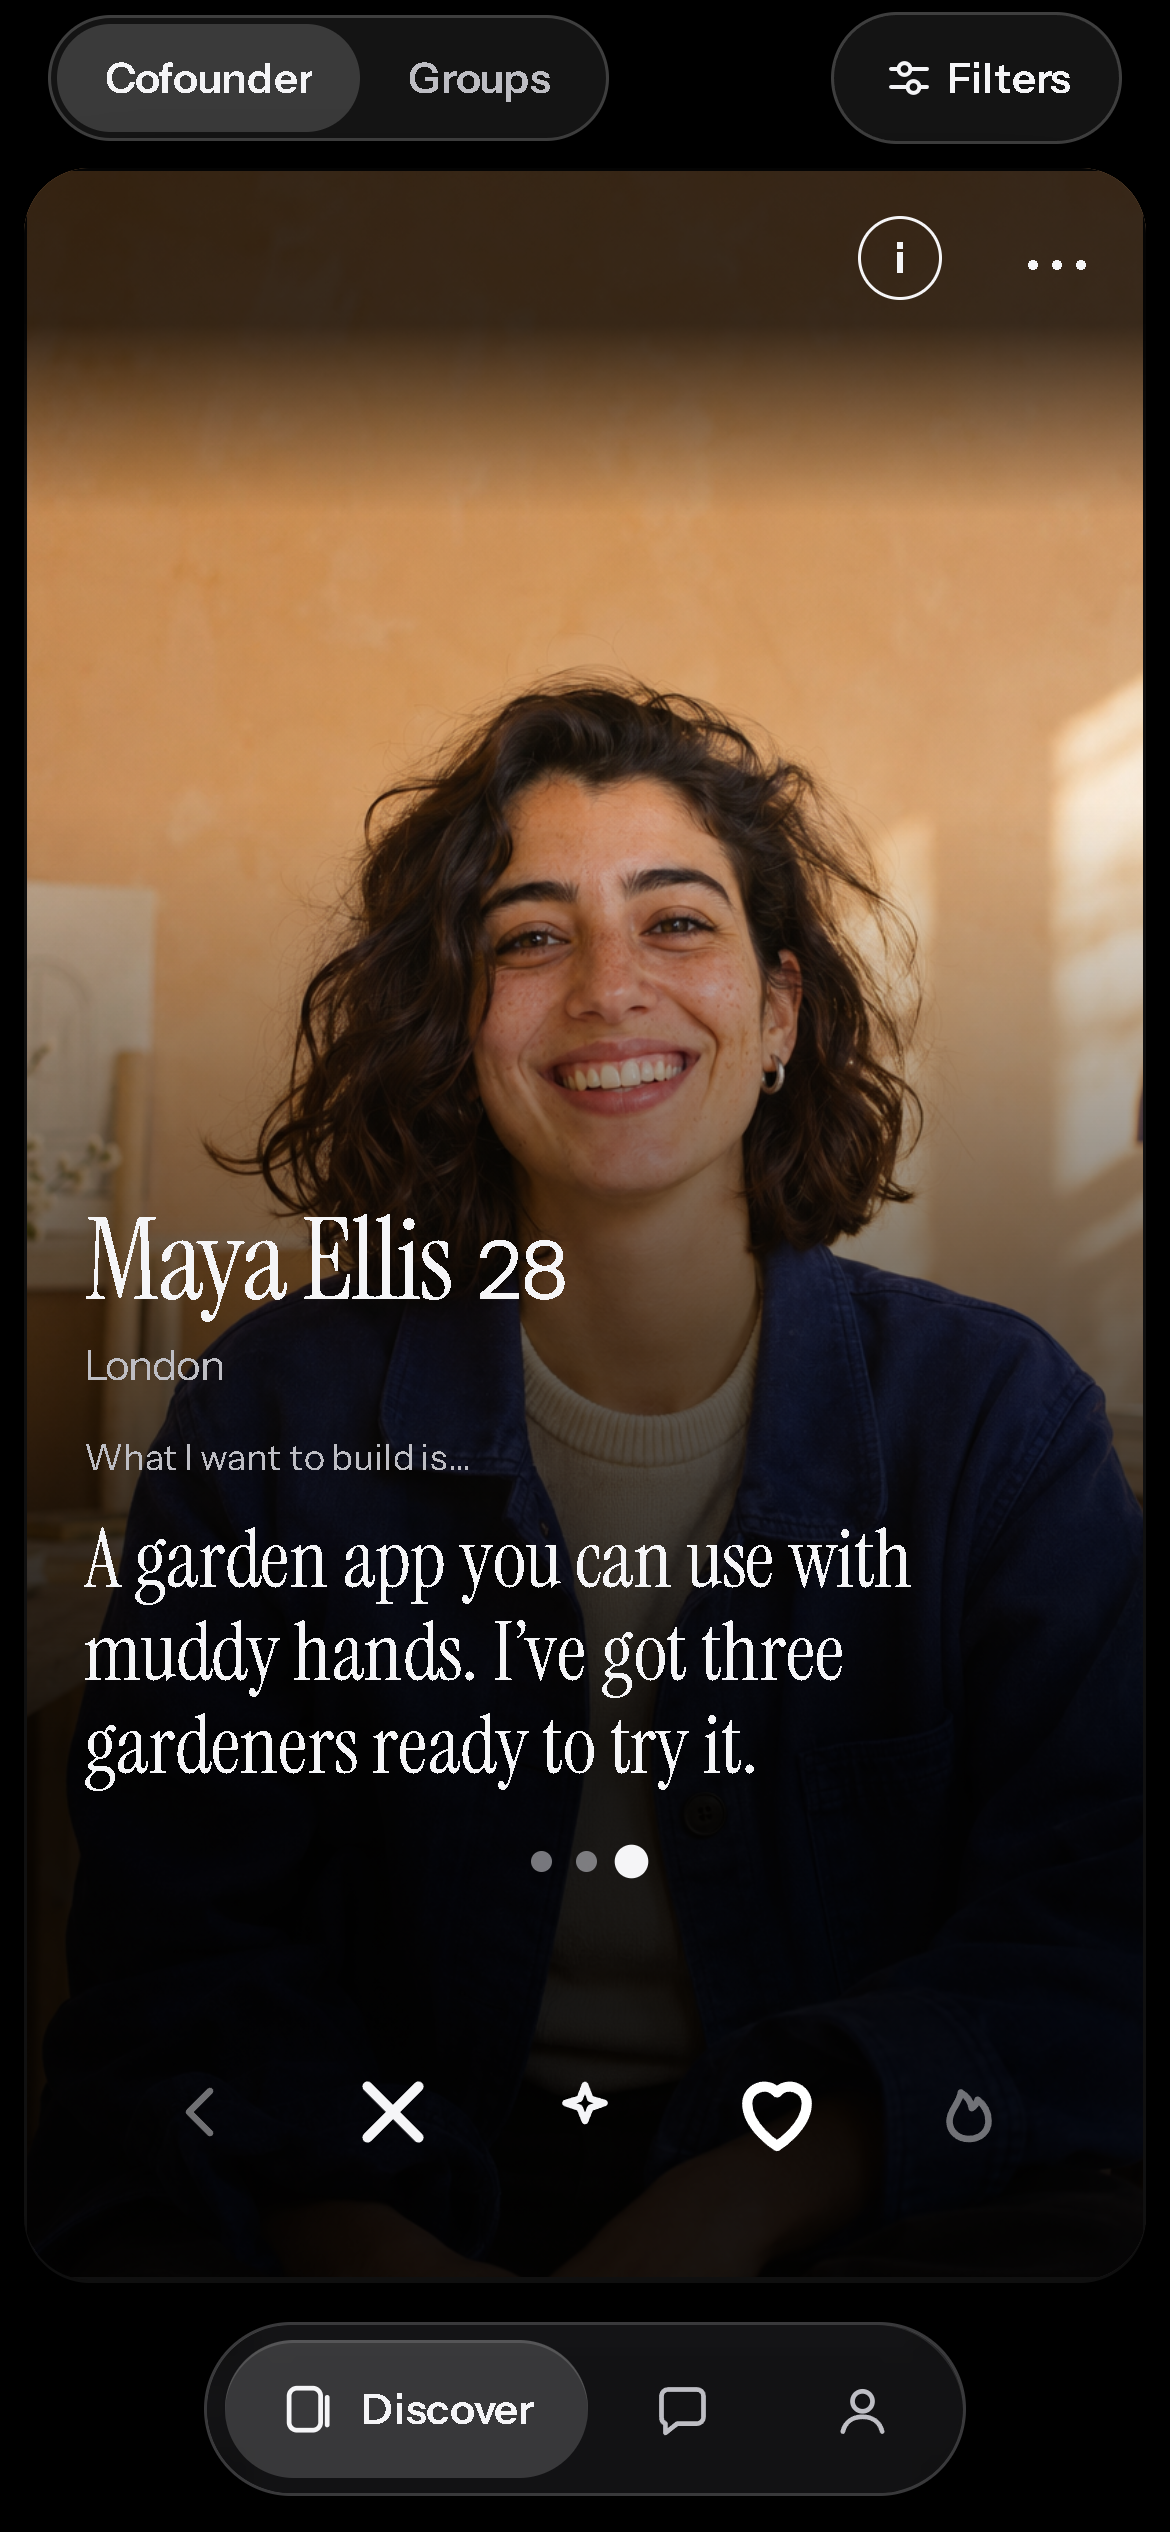 Cofounder
Groups
Filters
Maya Ellis 28
London
What I want to build is...
A garden app you can use with
muddy hands. I’ve got three
gardeners ready to try it.
Discover